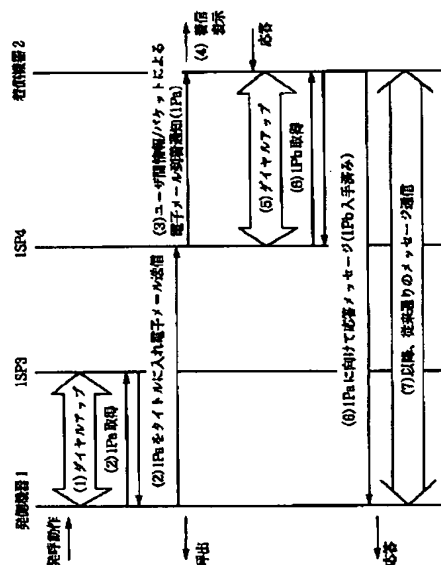 発側機器1
ISP3
ISP4
着側機器2
発呼動作
(1)ダイヤルアップ
(2)IPa取得
(2)IPaをタイトルに入れ電子メール送信
呼出
(3)ユーザ間情報/パケットによる
電子メール到着通知(IPa)
(4)着信
表示
応答
(5)ダイヤルアップ
(6)IPb取得
(6)IPaに向けて応答メッセージ(IPb入手済み)
応答
(7)以降、従来通りのメッセージ通信